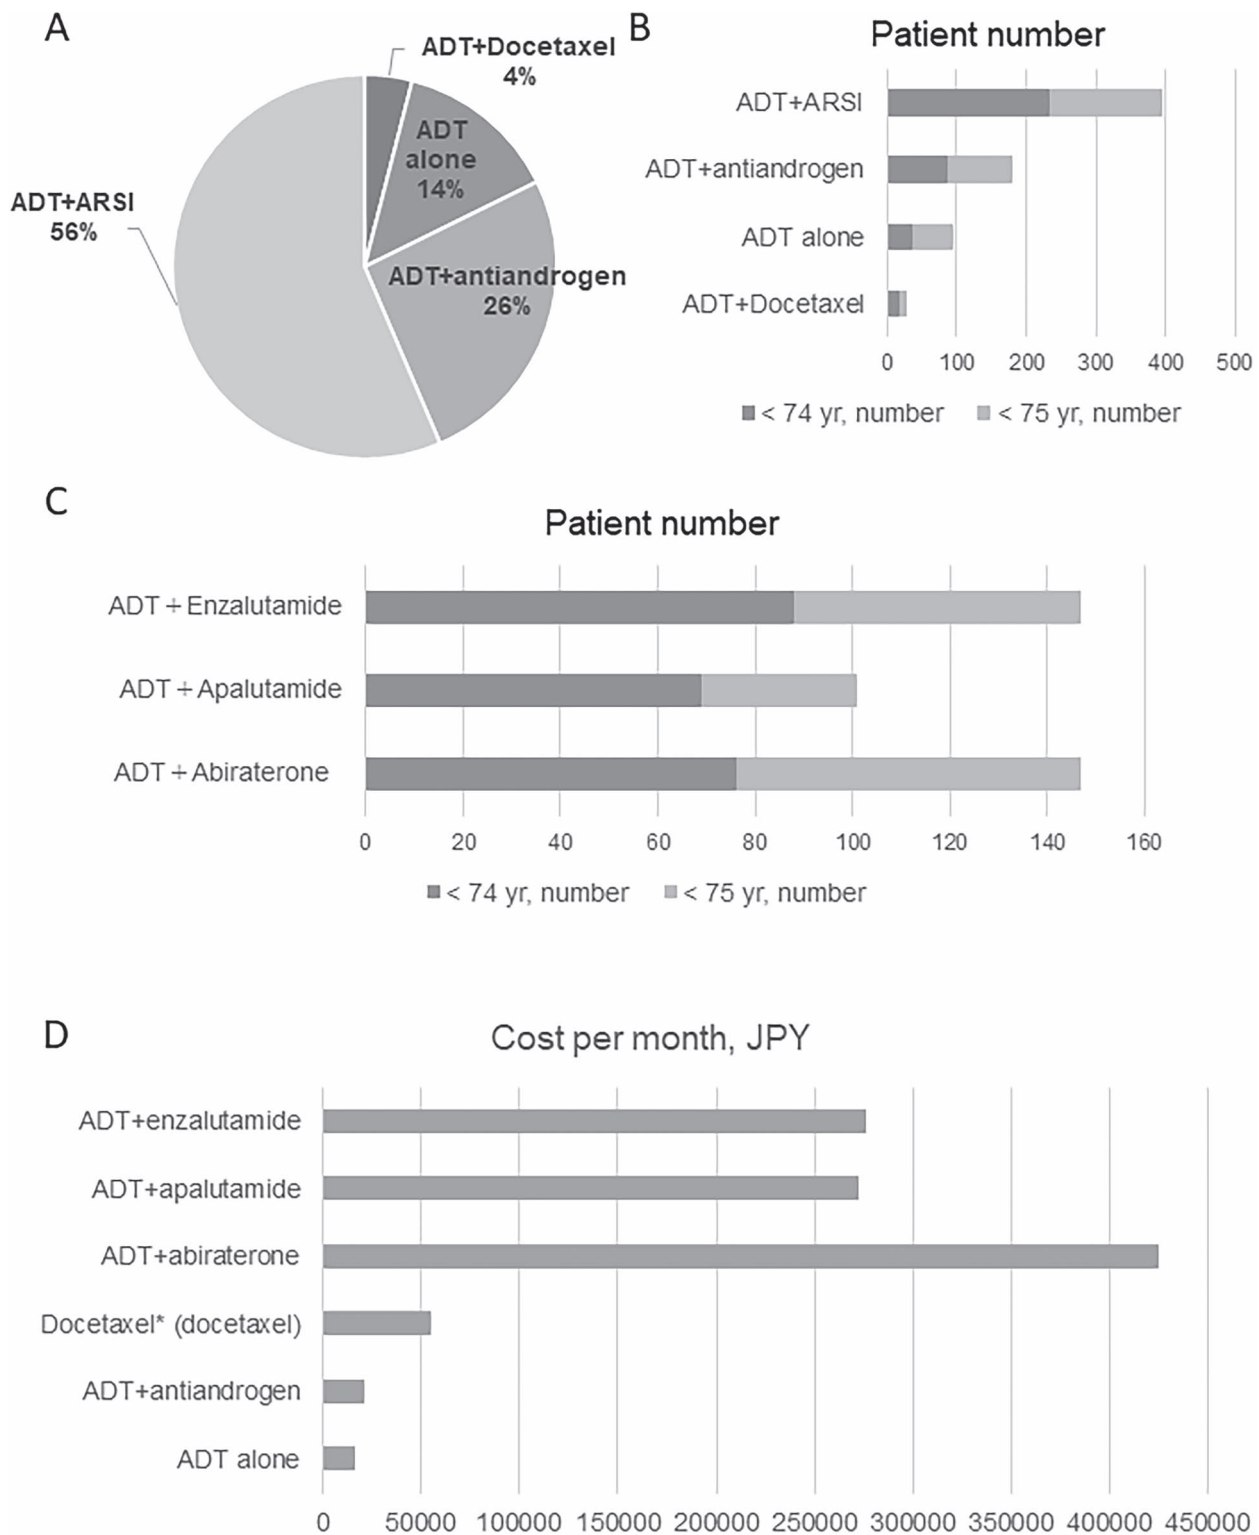 A
ADT+Docetaxel
4%
ADT
alone
14%
ADT+ARSI
56%
ADT+antiandrogen
26%
B
Patient number
ADT+ARSI
ADT+antiandrogen
ADT alone
ADT+Docetaxel
0 100 200 300 400 500
< 74 yr, number < 75 yr, number
C
Patient number
ADT+Enzalutamide
ADT+Apalutamide
ADT+Abiraterone
0 20 40 60 80 100 120 140 160
< 74 yr, number < 75 yr, number
D
Cost per month, JPY
ADT+enzalutamide
ADT+apalutamide
ADT+abiraterone
Docetaxel* (docetaxel)
ADT+antiandrogen
ADT alone
0 50000 100000 150000 200000 250000 300000 350000 400000 450000